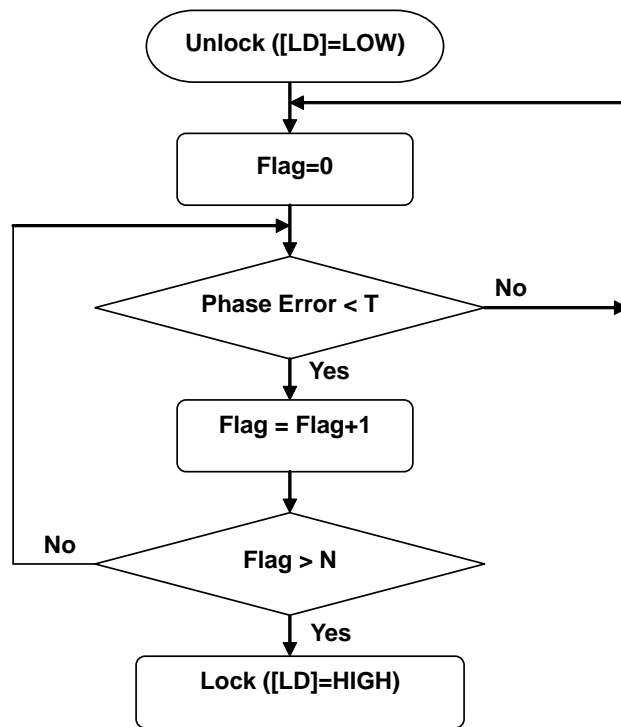 Unlock ([LD]=LOW)
Flag=0
Phase Error < T
No
Yes
Flag = Flag+1
No
Flag > N
Yes
Lock ([LD]=HIGH)